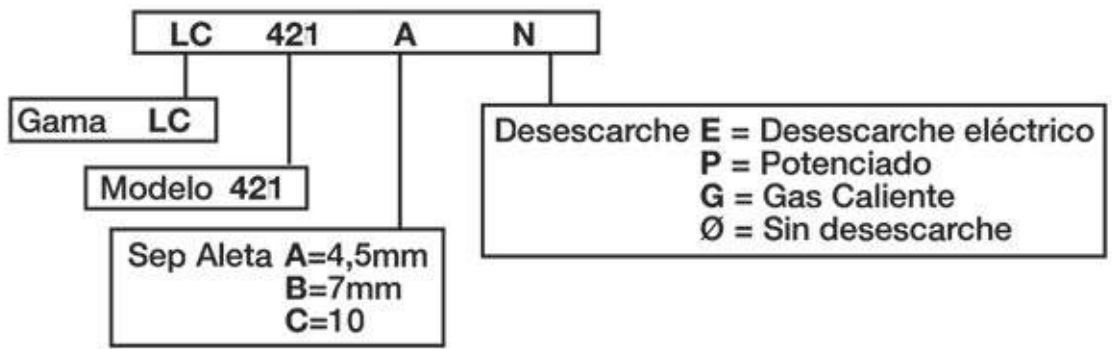 LC 421 A N
Gama LC
Modelo 421
Sep Aleta A=4,5mm
B=7mm
C=10
Desescarche E = Desescarche eléctrico
P = Potenciado
G = Gas Caliente
Ø = Sin desescarche